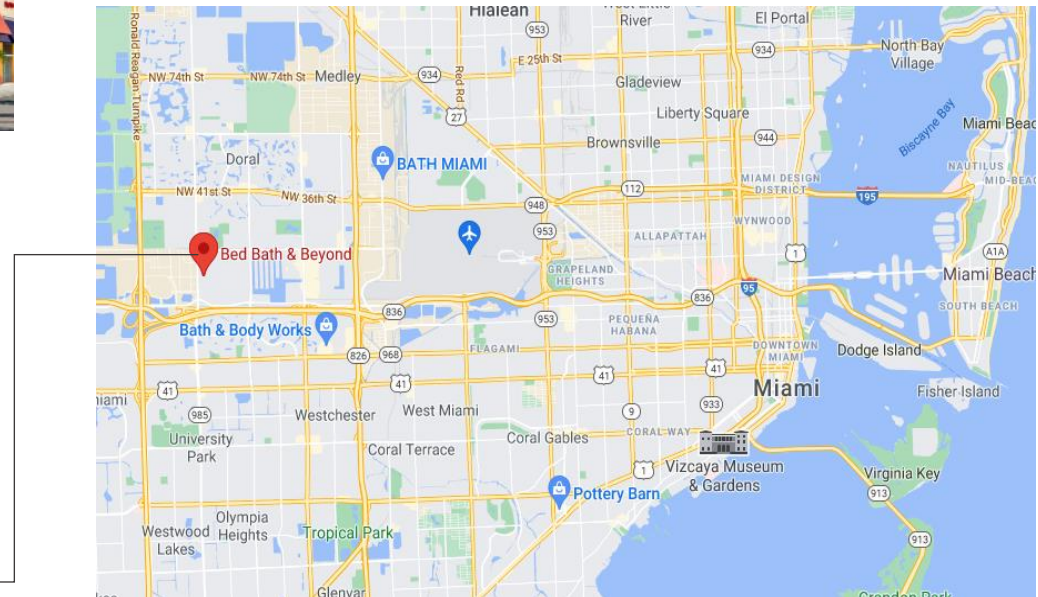 Hialeah
River
El Portal
953
934
North Bay
Village
E 25th St
NW 74th St
NW 74th St
Medley
934
Red Rd
Gladeview
Ronald Reagan Turnpike
27
Liberty Square
Biscayne Bay
Miami Beac
944
Brownsville
Doral
BATH MIAMI
NAUTILUS
MID-BEAC
MIAMI DESIGN
DISTRICT
112
195
NW 41st St
NW 36th St
948
WYNWOOD
953
ALLAPATTAH
1
A1A
Bed Bath & Beyond
GRAPELAND
HEIGHTS
Miami Beach
95
836
SOUTH BEACH
836
953
PEQUEÑA
HABANA
Bath & Body Works
DOWNTOWN
MIAMI
Dodge Island
FLAGAMI
826
968
41
41
41
41
Miami
Fisher Island
iami
985
933
9
Westchester
West Miami
University
Park
Coral Terrace
Coral Gables
CORAL WAY
1
Vizcaya Museum
& Gardens
Virginia Key
913
Pottery Barn
Olympia
Heights
Westwood
Lakes
Tropical Park
913
Glenvar